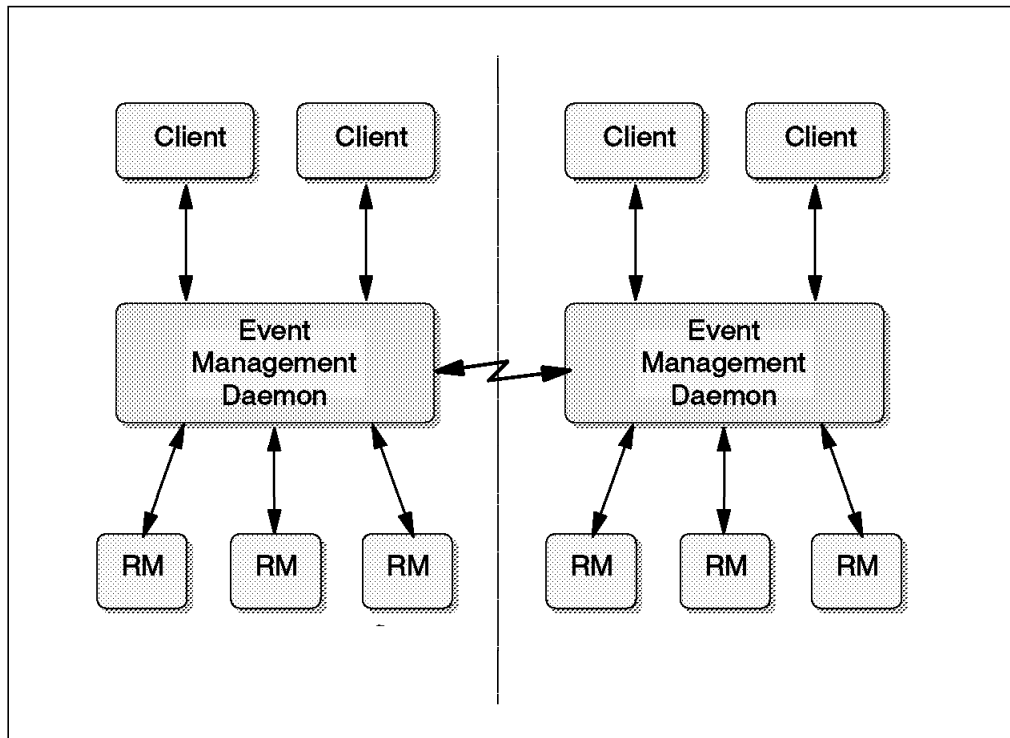 Client
Client
Client
Client
Event
Management
Daemon
Event
Management
Daemon
RM
RM
RM
RM
RM
RM